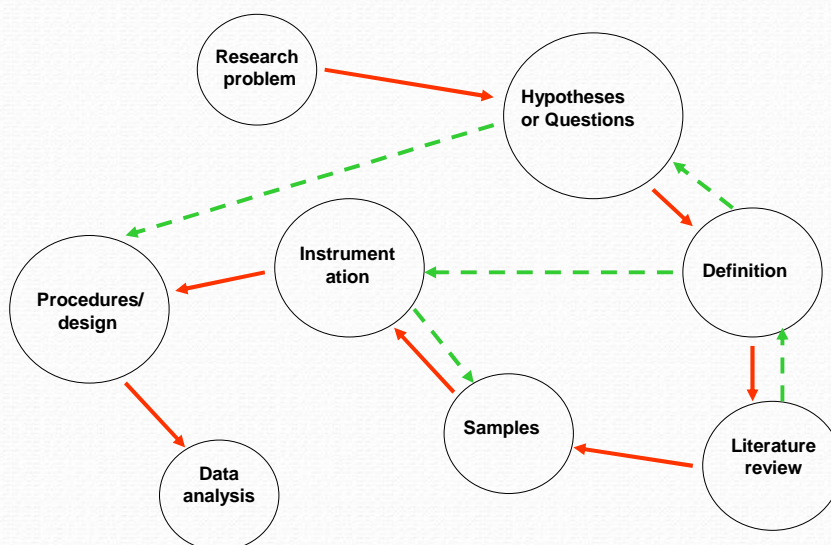 Research
problem
Hypotheses
or Questions
Instrument
ation
Definition
Procedures/
design
Samples
Literature
review
Data
analysis